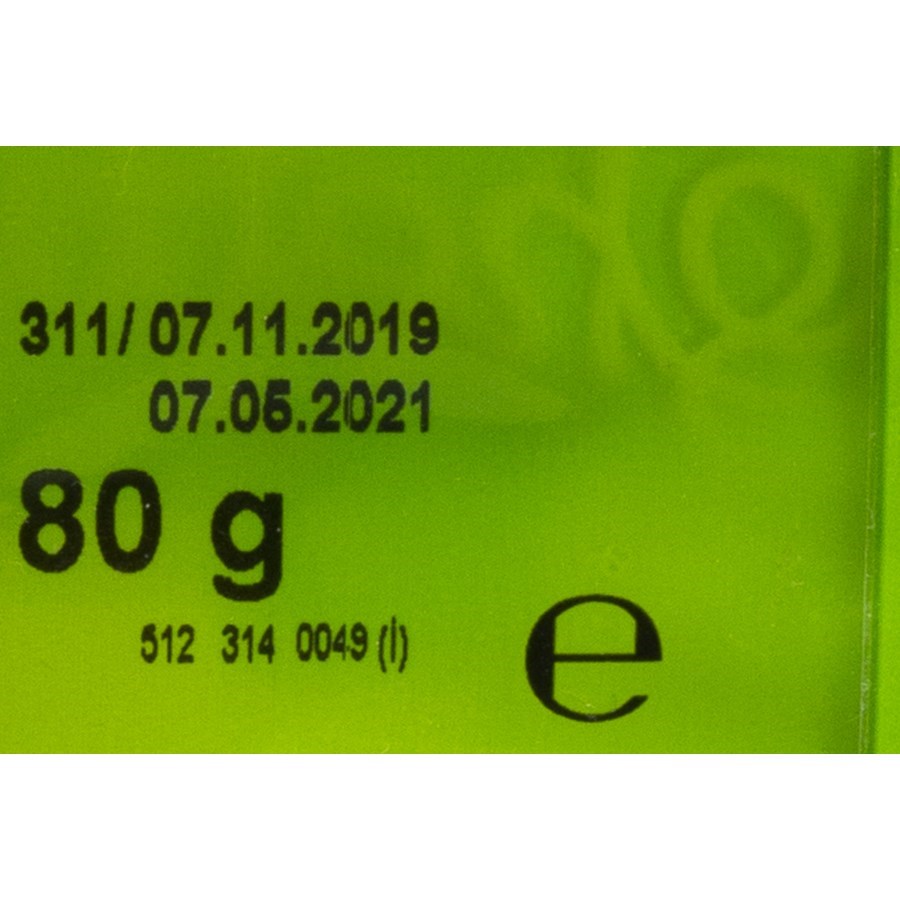 311/ 07.11.2019
07.05.2021
80 g
512 314 0049 (I)
e